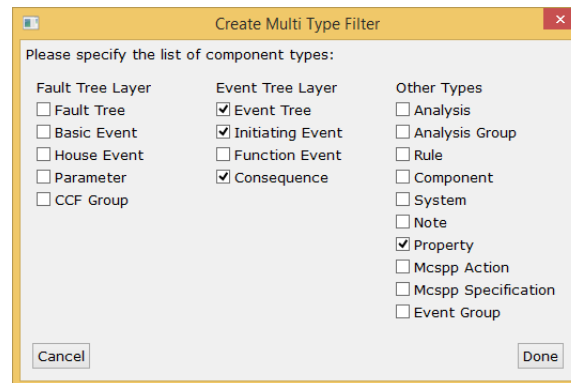 Create Multi Type Filter
Please specify the list of component types:
Fault Tree Layer
Fault Tree
Basic Event
House Event
Parameter
CCF Group
Event Tree Layer
Event Tree
Initiating Event
Function Event
Consequence
Other Types
Analysis
Analysis Group
Rule
Component
System
Note
Property
Mcspp Action
Mcspp Specification
Event Group
Cancel
Done